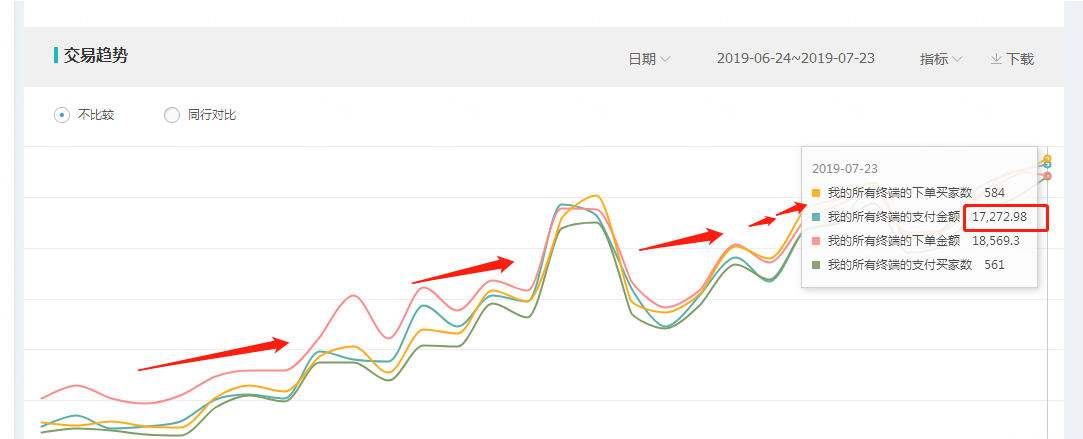 交易趋势
日期 2019-06-24~2019-07-23 指标 下载
不比较 同行对比
2019-07-23
我的所有终端的下单买家数 584
我的所有终端的支付金额 17,272.98
我的所有终端的下单金额 18,569.3
我的所有终端的支付买家数 561